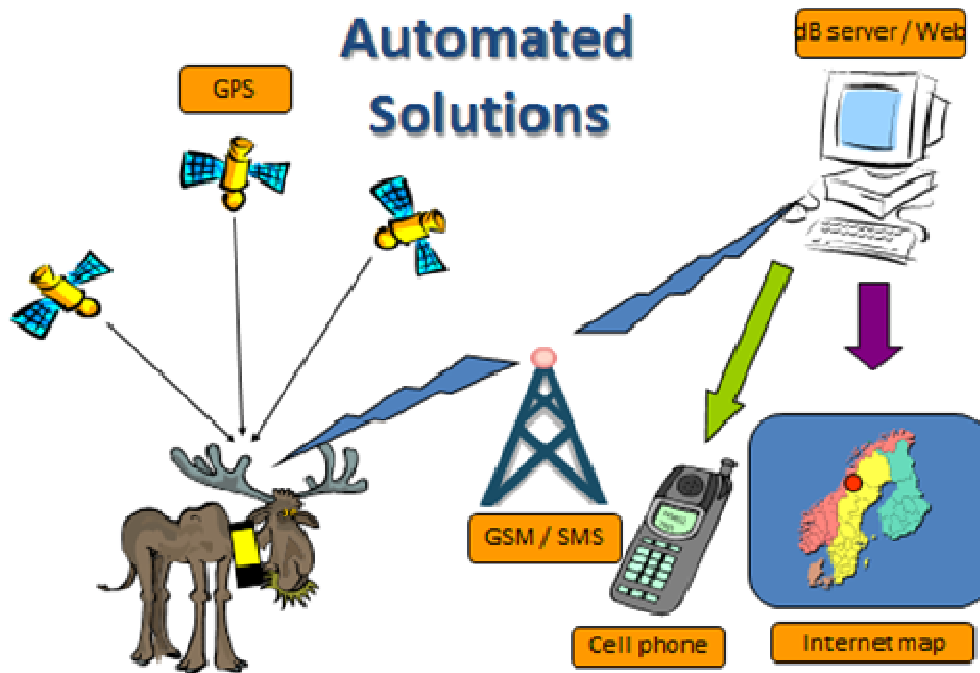 Automated
Solutions
dB server / Web
GPS
GSM / SMS
Cell phone
Internet map